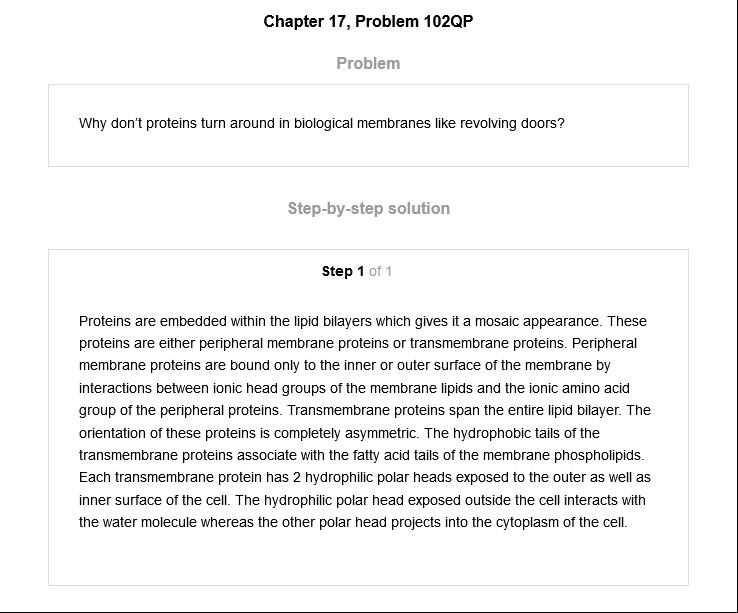 Chapter 17, Problem 102QP
Problem
Why don't proteins turn around in biological membranes like revolving doors?
Step-by-step solution
Step 1 of 1
Proteins are embedded within the lipid bilayers which gives it a mosaic appearance. These
proteins are either peripheral membrane proteins or transmembrane proteins. Peripheral
membrane proteins are bound only to the inner or outer surface of the membrane by
interactions between ionic head groups of the membrane lipids and the ionic amino acid
group of the peripheral proteins. Transmembrane proteins span the entire lipid bilayer. The
orientation of these proteins is completely asymmetric. The hydrophobic tails of the
transmembrane proteins associate with the fatty acid tails of the membrane phospholipids.
Each transmembrane protein has 2 hydrophilic polar heads exposed to the outer as well as
inner surface of the cell. The hydrophilic polar head exposed outside the cell interacts with
the water molecule whereas the other polar head projects into the cytoplasm of the cell.